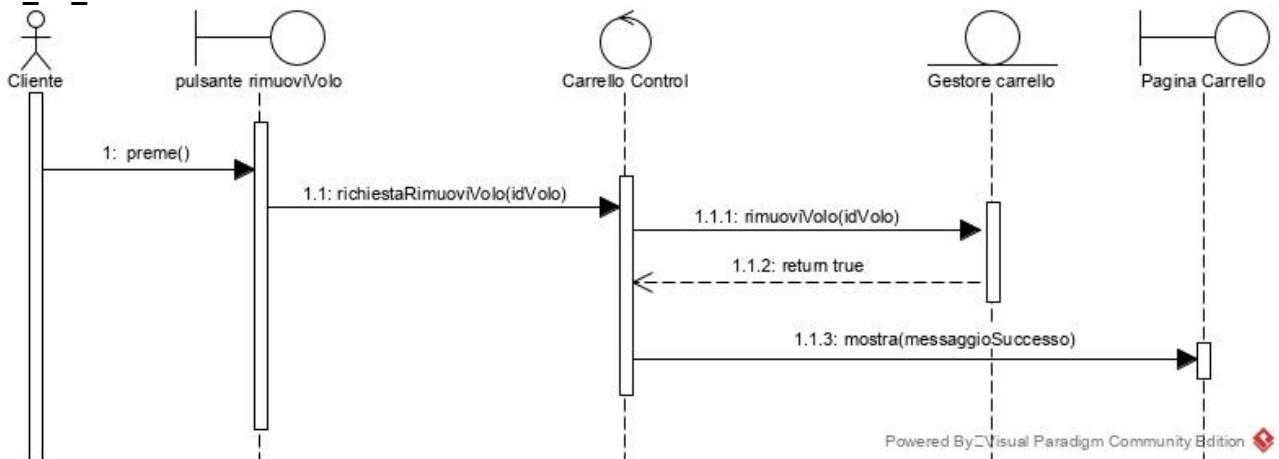 Cliente
pulsante rimuoviVolo
Carrello Control
Gestore carrello
Pagina Carrello
1: preme()
1.1: richiestaRimuoviVolo(idVolo)
1.1.1: rimuoviVolo(idVolo)
1.1.2: return true
1.1.3: mostra(messaggioSuccesso)
Powered By Visual Paradigm Community Edition